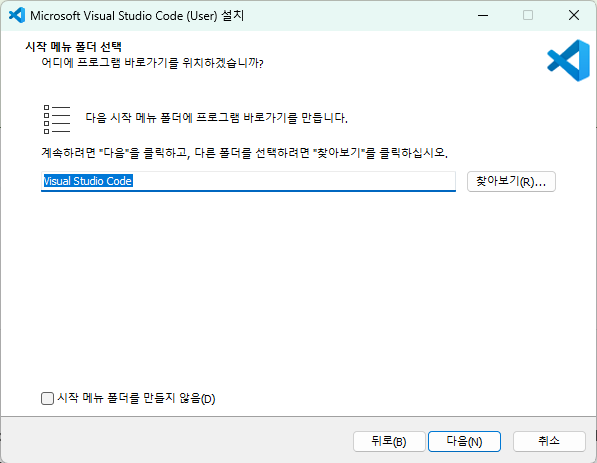 Microsoft Visual Studio Code (User) 설치
시작 메뉴 폴더 선택
어디에 프로그램 바로가기를 위치하겠습니까?
다음 시작 메뉴 폴더에 프로그램 바로가기를 만듭니다.
계속하려면 "다음"을 클릭하고, 다른 폴더를 선택하려면 "찾아보기"를 클릭하십시오.
Visual Studio Code
찾아보기(R)...
시작 메뉴 폴더를 만들지 않음(D)
뒤로(B)
다음(N)
취소